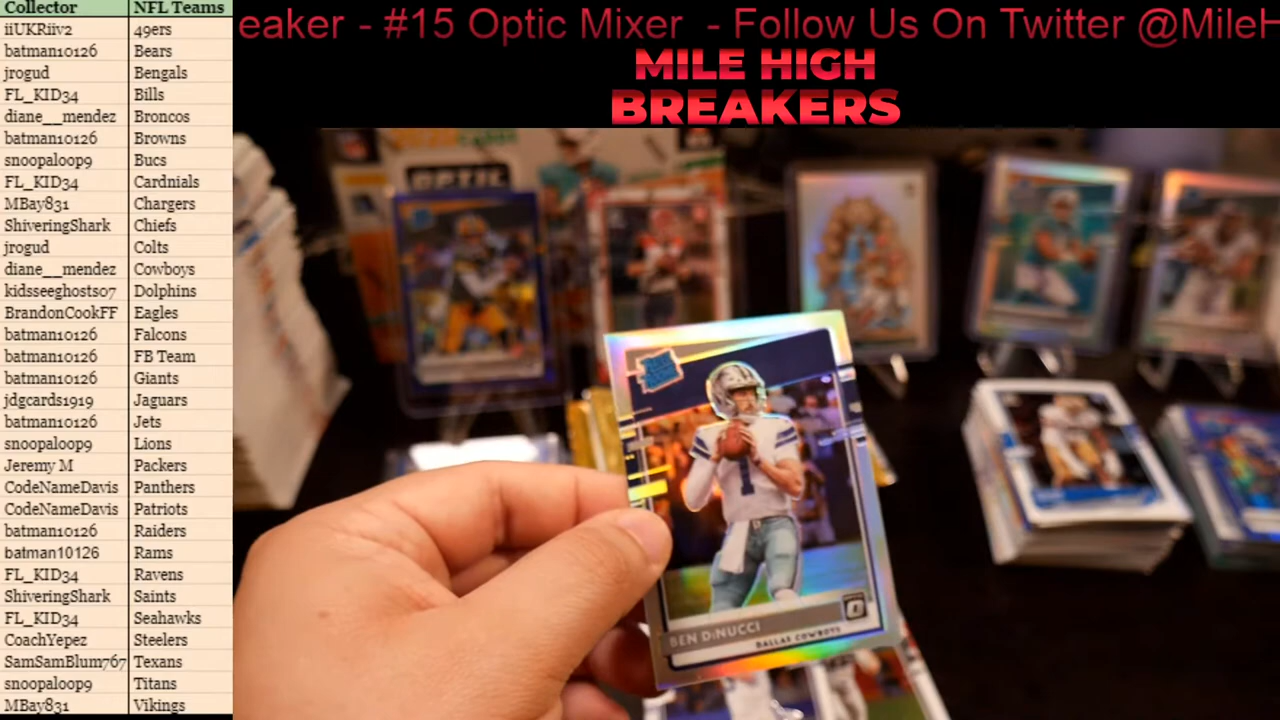 Collector NFL Teams
iiUKRiiv2 49ers
batman10126 Bears
jrogud Bengals
FL_KID34 Bills
diane__mendez Broncos
batman10126 Browns
snoopaloop9 Bucs
FL_KID34 Cardnials
MBay831 Chargers
ShiveringShark Chiefs
jrogud Colts
diane__mendez Cowboys
kidsseeghosts07 Dolphins
BrandonCookFF Eagles
batman10126 Falcons
batman10126 FB Team
batman10126 Giants
jdgcards1919 Jaguars
batman10126 Jets
snoopaloop9 Lions
Jeremy M Packers
CodeNameDavis Panthers
CodeNameDavis Patriots
batman10126 Raiders
batman10126 Rams
FL_KID34 Ravens
ShiveringShark Saints
FL_KID34 Seahawks
CoachYepez Steelers
SamSamBlum767 Texans
snoopaloop9 Titans
MBay831 Vikings
eaker - #15 Optic Mixer - Follow Us On Twitter @MileH
MILE HIGH
BREAKERS
OPTIC
1
BEN DiNUCCI
DALLAS COWBOYS